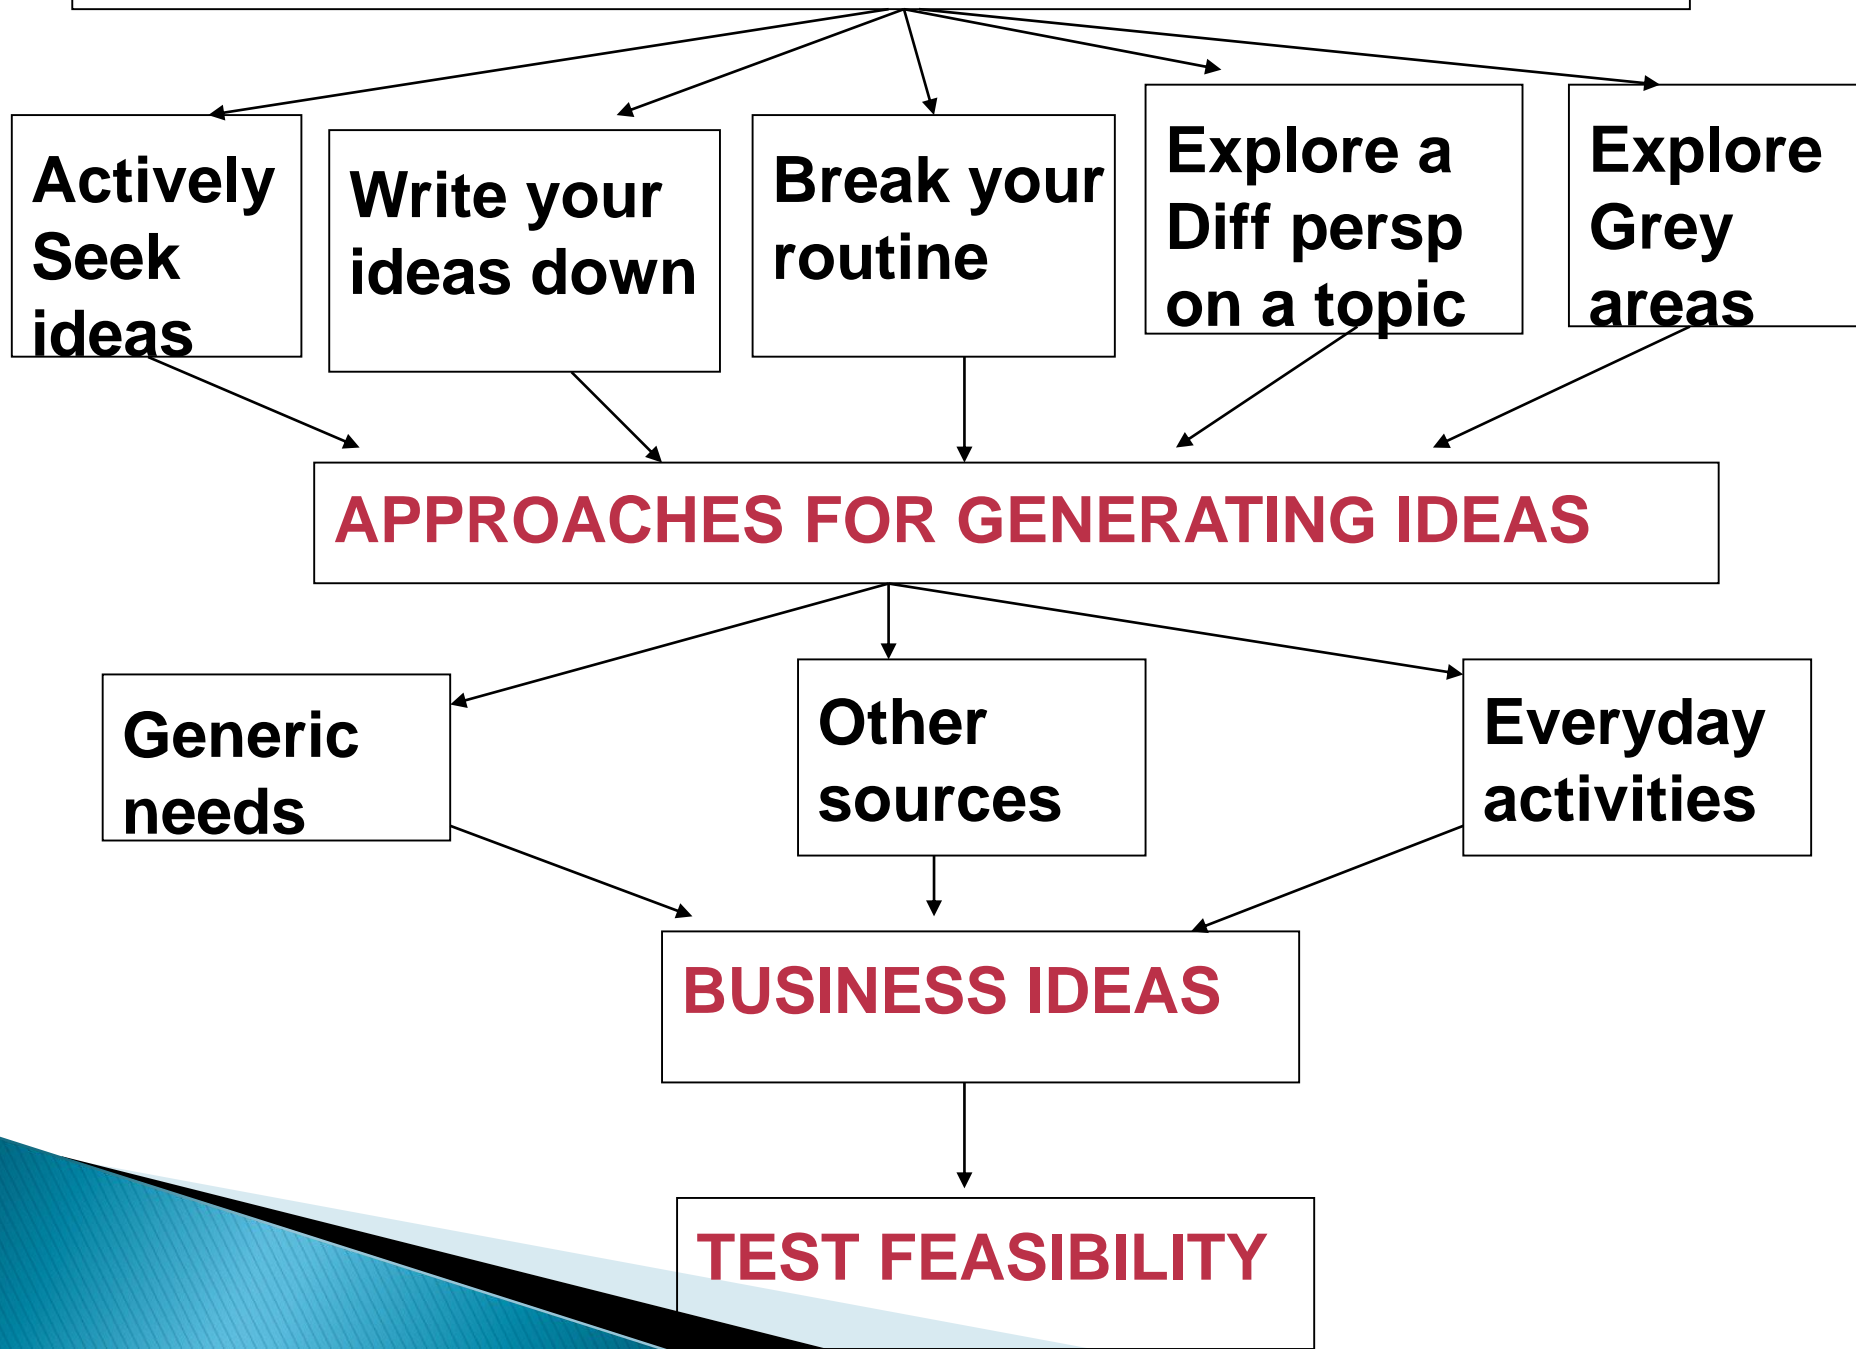 Actively
Seek
ideas
Write your
ideas down
Break your
routine
Explore a
Diff persp
on a topic
Explore
Grey
areas
APPROACHES FOR GENERATING IDEAS
Generic
needs
Other
sources
Everyday
activities
BUSINESS IDEAS
TEST FEASIBILITY